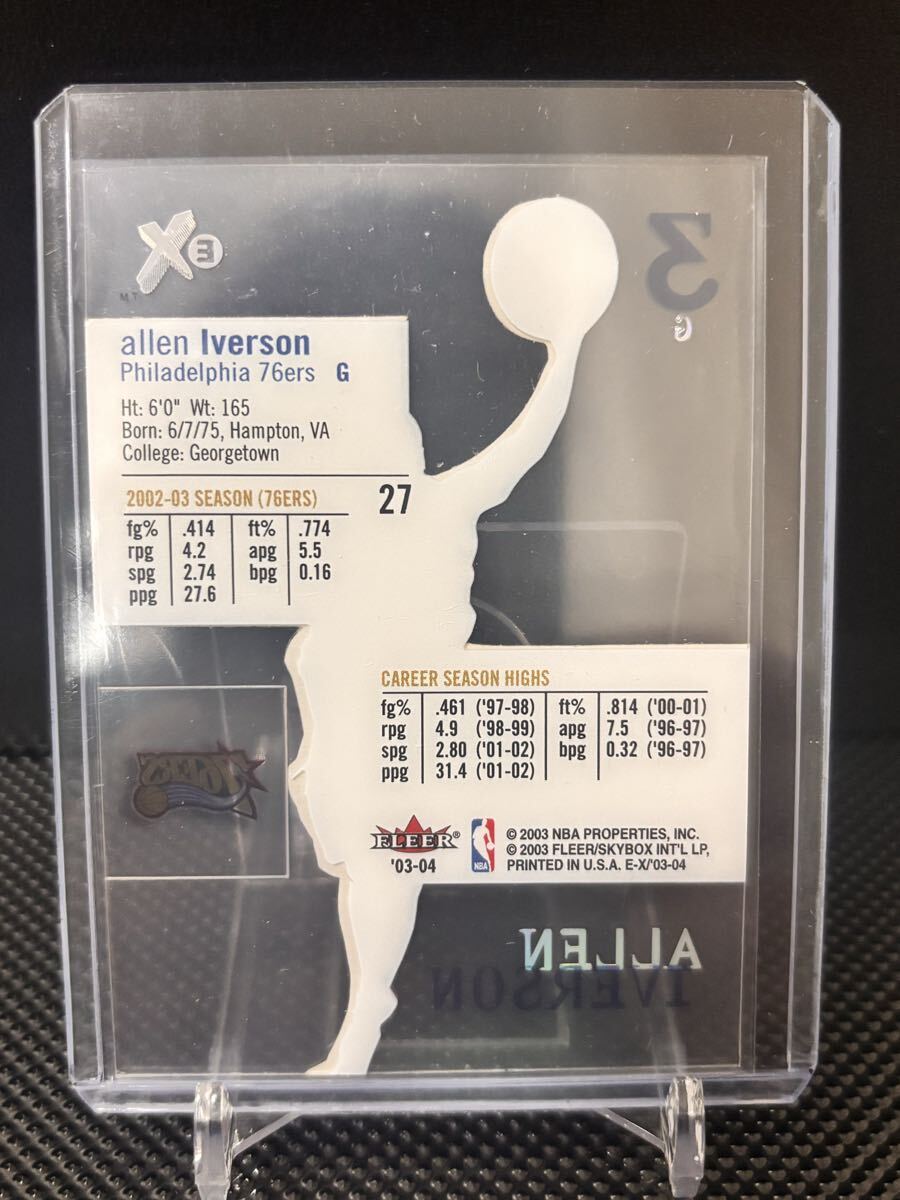 EX
TM
3
G
allen Iverson
Philadelphia 76ers G
Ht: 6'0" Wt: 165
Born: 6/7/75, Hampton, VA
College: Georgetown
27
2002-03 SEASON (76ERS)
fg% .414 ft% .774
rpg 4.2 apg 5.5
spg 2.74 bpg 0.16
ppg 27.6
CAREER SEASON HIGHS
fg% .461 ('97-98) ft% .814 ('00-01)
rpg 4.9 ('98-99) apg 7.5 ('96-97)
spg 2.80 ('01-02) bpg 0.32 ('96-97)
ppg 31.4 ('01-02)
SIXERS
FLEER®
'03-04
NBA
© 2003 NBA PROPERTIES, INC.
© 2003 FLEER/SKYBOX INT'L LP,
PRINTED IN U.S.A. E-X/'03-04
ALLEN
IVERSON